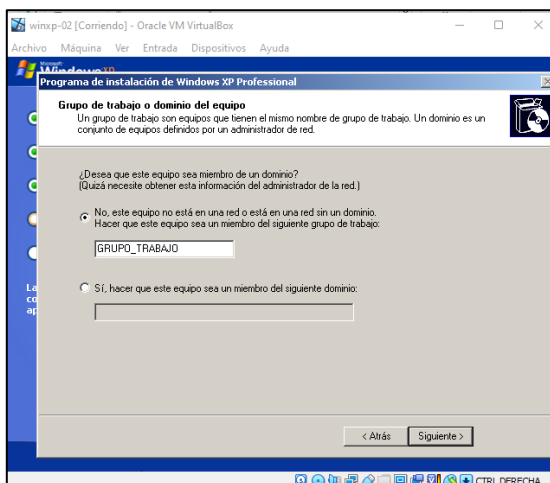 winxp-02 [Corriendo] - Oracle VM VirtualBox
Archivo Máquina Ver Entrada Dispositivos Ayuda
Microsoft
Windows xp
Programa de instalación de Windows XP Professional
Grupo de trabajo o dominio del equipo
Un grupo de trabajo son equipos que tienen el mismo nombre de grupo de trabajo. Un dominio es un
conjunto de equipos definidos por un administrador de red.
¿Desea que este equipo sea miembro de un dominio?
(Quizá necesite obtener esta información del administrador de la red.)
No, este equipo no está en una red o está en una red sin un dominio.
Hacer que este equipo sea un miembro del siguiente grupo de trabajo:
GRUPO_TRABAJO
Sí, hacer que este equipo sea un miembro del siguiente dominio:
La
co
ap
< Atrás Siguiente >
CTRL DERECHA